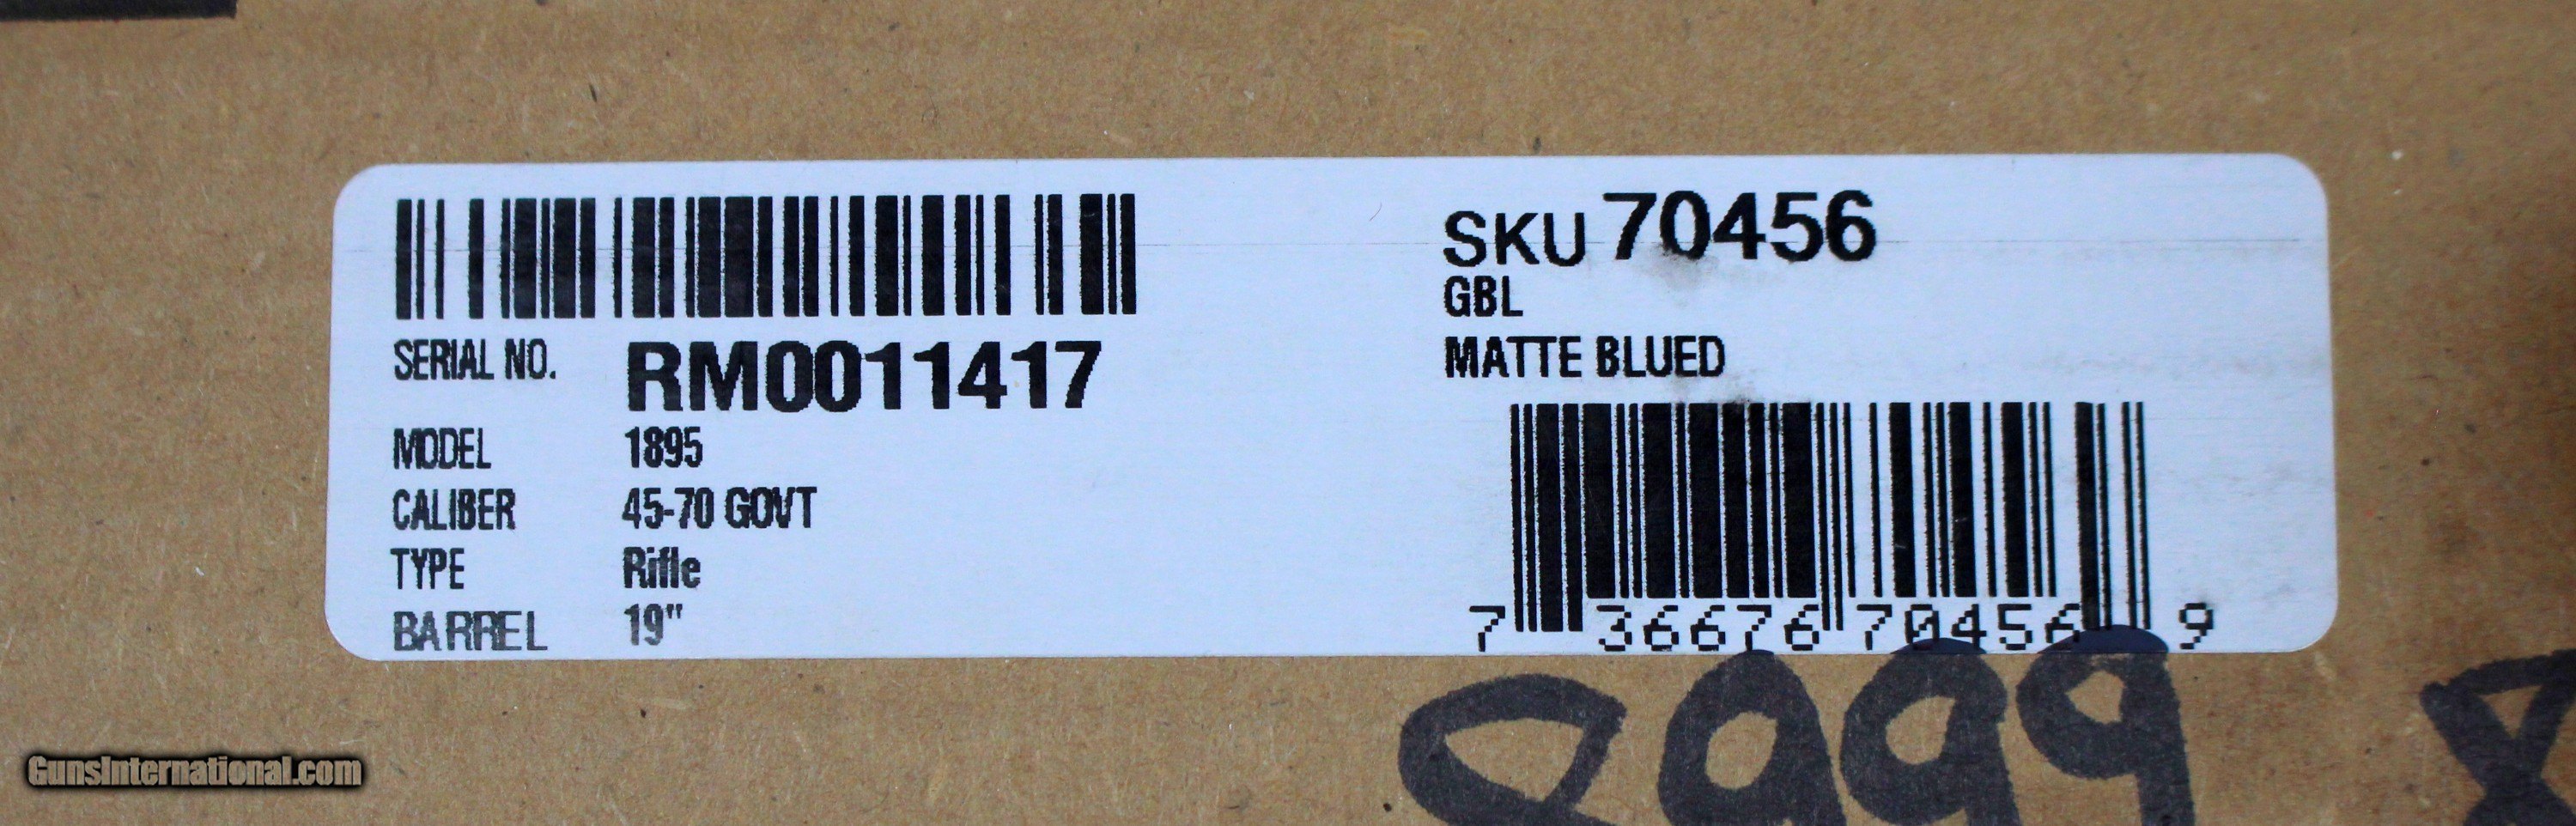 SERIAL NO. RM0011417
MODEL 1895
CALIBER 45-70 GOVT
TYPE Rifle
BARREL 19"
SKU 70456
GBL
MATTE BLUED
7 36676 70456 9
8999
GunsInternational.com